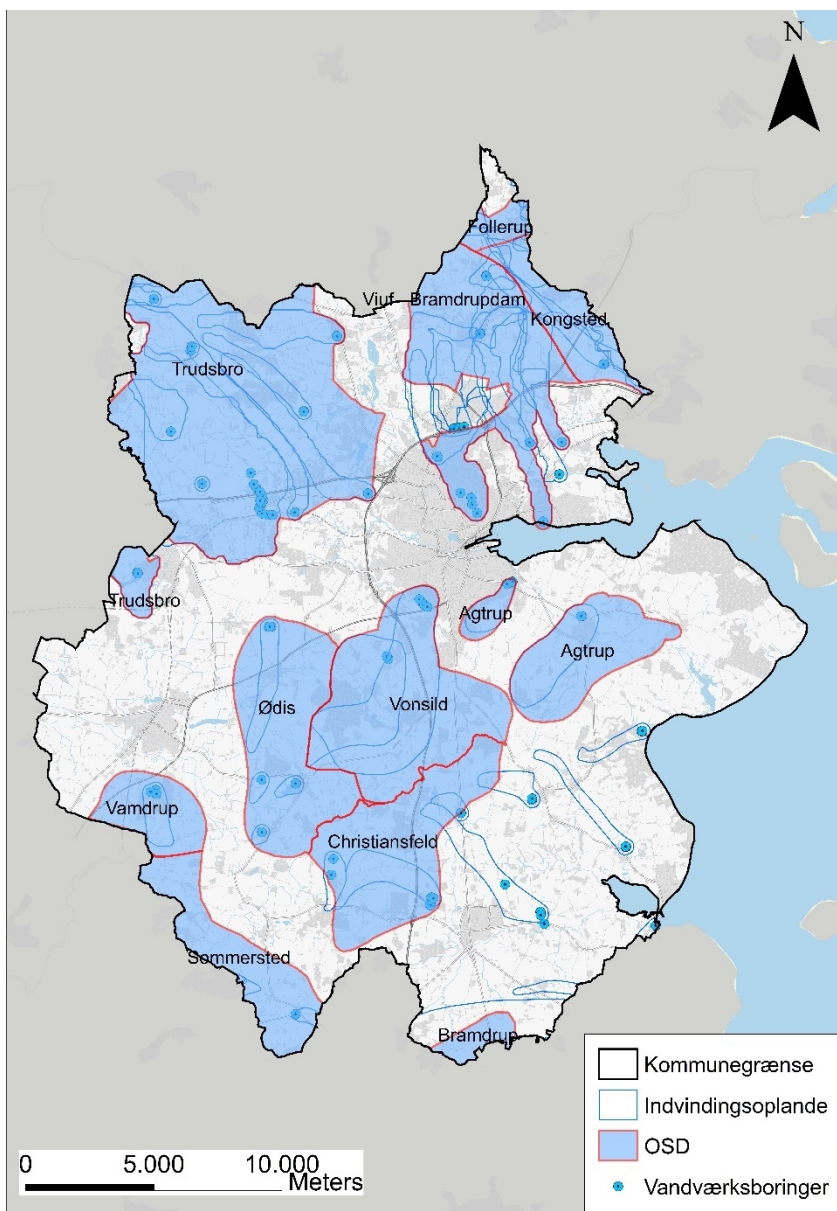 N
Follerup
Viuf
Bramdrupdam
Kongsted
Trudsbro
Trudsbro
Agtrup
Agtrup
Ødis
Vonsild
Vamdrup
Christiansfeld
Sommersted
Bramdrup
Kommunegrænse
Indvindingsoplande
OSD
Vandværksboringer
0 5.000 10.000
Meters